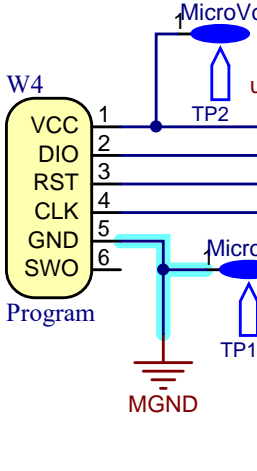 MicroVo
1
W4
TP2
VCC 1
DIO 2
RST 3
CLK 4
GND 5
SWO 6
Micro
1
Program
TP1
MGND